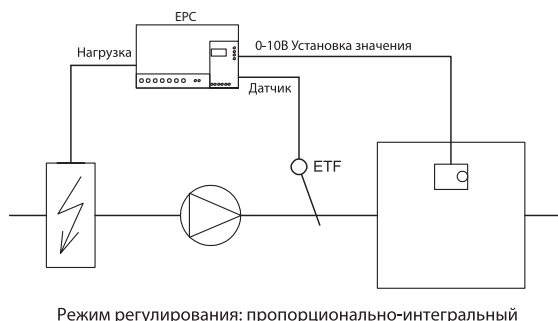 EPC
Нагрузка
0-10В Установка значения
Датчик
ETF
Режим регулирования: пропорционально-интегральный